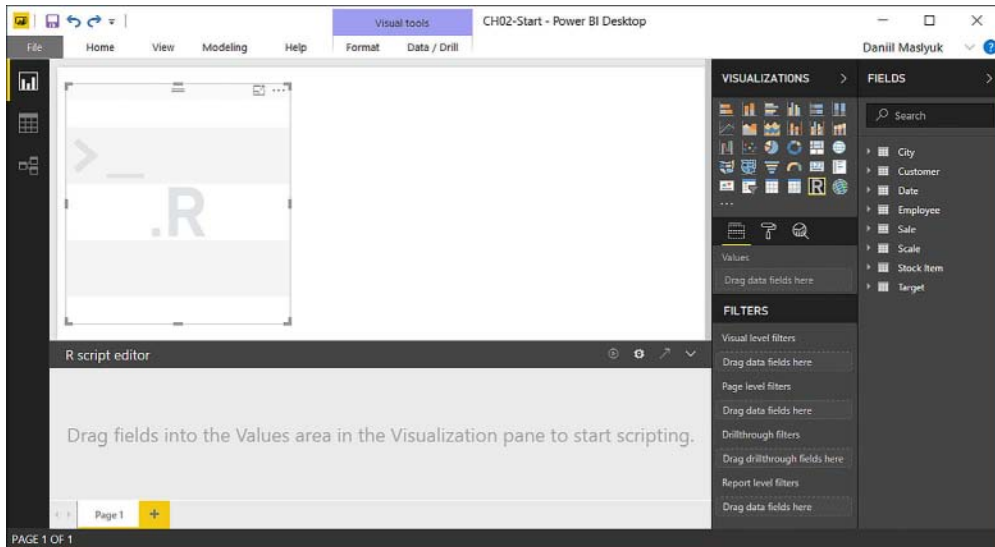 Visual tools
CH02-Start - Power BI Desktop
File Home View Modeling Help Format Data / Drill
Daniil Maslyuk
>_
.R
R script editor
Drag fields into the Values area in the Visualization pane to start scripting.
Page 1
PAGE 1 OF 1
VISUALIZATIONS
R
Values
Drag data fields here
FILTERS
Visual level filters
Drag data fields here
Page level filters
Drag data fields here
Drillthrough filters
Drag drillthrough fields here
Report level filters
Drag data fields here
FIELDS
Search
City
Customer
Date
Employee
Sale
Scale
Stock Item
Target